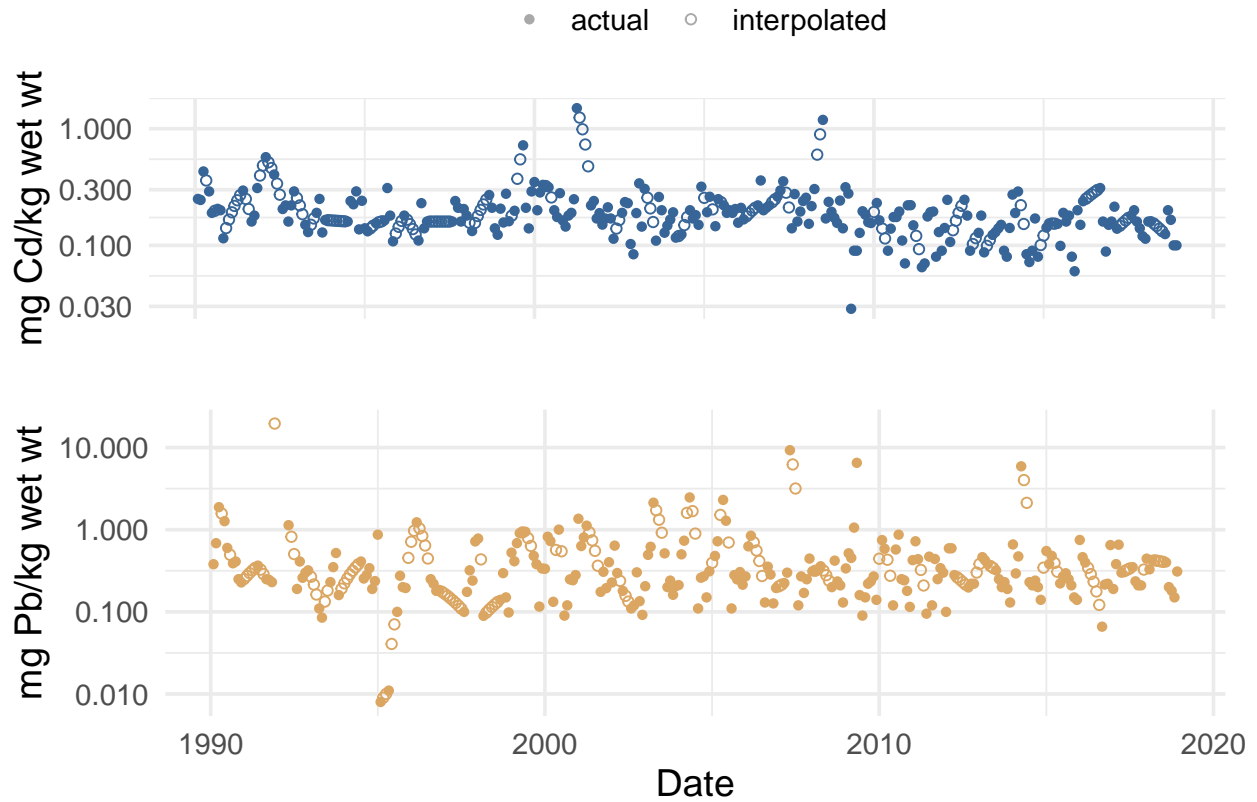 actual interpolated
mg Cd/kg wet wt
1.000
0.300
0.100
0.030
mg Pb/kg wet wt
10.000
1.000
0.100
0.010
1990 2000 2010 2020
Date